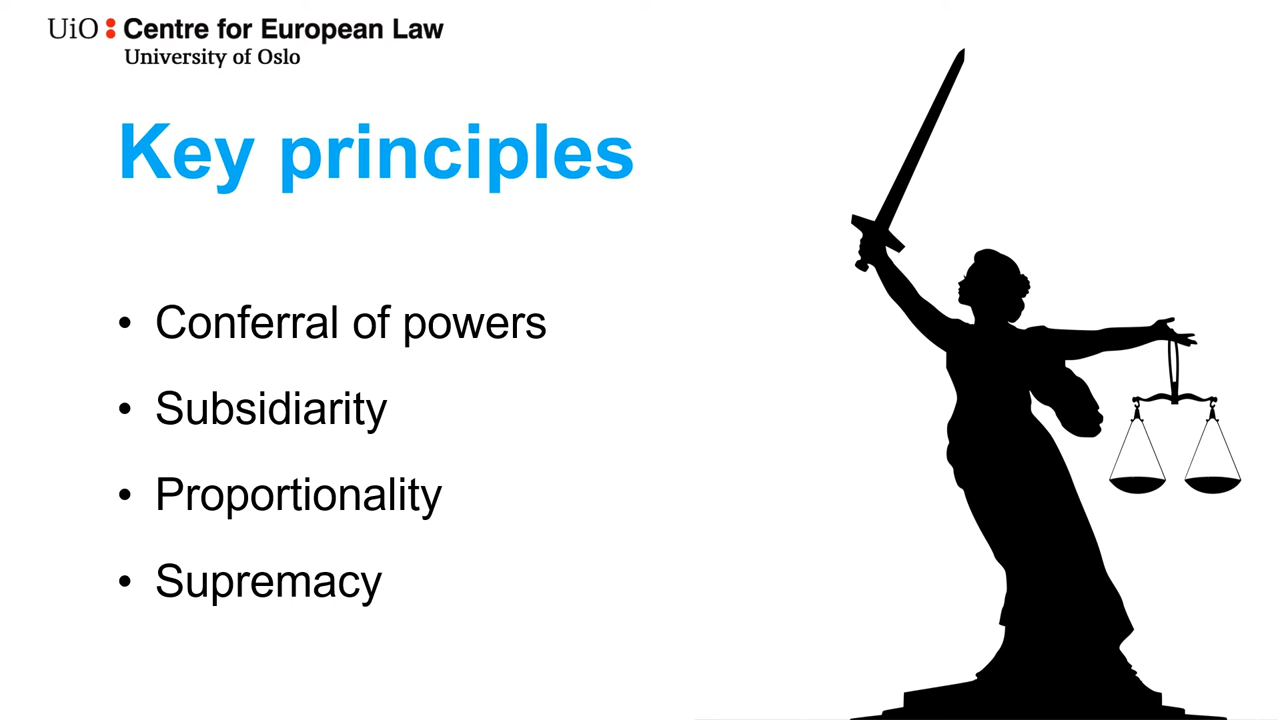 UiO : Centre for European Law
University of Oslo
Key principles
• Conferral of powers
• Subsidiarity
• Proportionality
• Supremacy